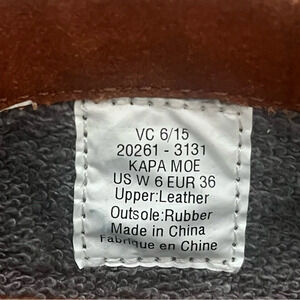 VC 6/15
20261 - 3131
KAPA MOE
US W 6 EUR 36
Upper:Leather
Outsole:Rubber
Made in China
Fabrique en Chine